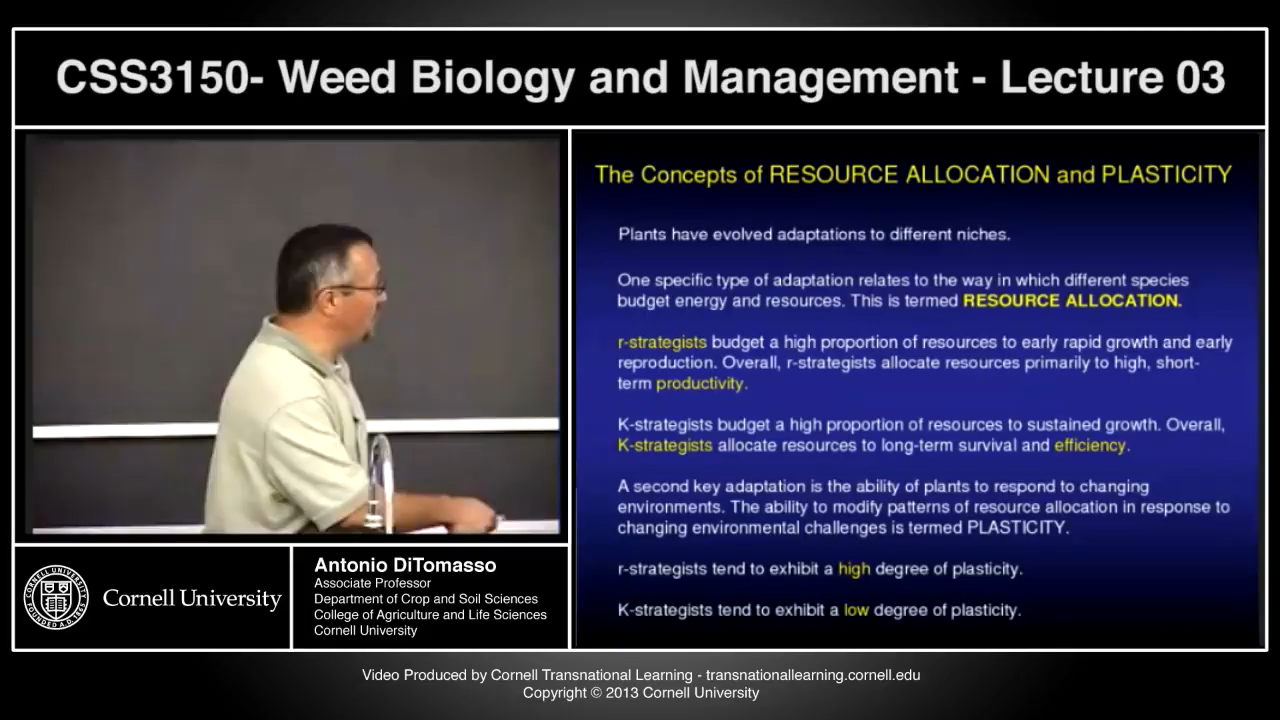 CSS3150- Weed Biology and Management - Lecture 03
The Concepts of RESOURCE ALLOCATION and PLASTICITY
Plants have evolved adaptations to different niches.
One specific type of adaptation relates to the way in which different species
budget energy and resources. This is termed RESOURCE ALLOCATION.
r-strategists budget a high proportion of resources to early rapid growth and early
reproduction. Overall, r-strategists allocate resources primarily to high, short-
term productivity.
K-strategists budget a high proportion of resources to sustained growth. Overall,
K-strategists allocate resources to long-term survival and efficiency.
A second key adaptation is the ability of plants to respond to changing
environments. The ability to modify patterns of resource allocation in response to
changing environmental challenges is termed PLASTICITY.
r-strategists tend to exhibit a high degree of plasticity.
K-strategists tend to exhibit a low degree of plasticity.
Cornell University
Antonio DiTomasso
Associate Professor
Department of Crop and Soil Sciences
College of Agriculture and Life Sciences
Cornell University
Video Produced by Cornell Transnational Learning - transnationallearning.cornell.edu
Copyright © 2013 Cornell University